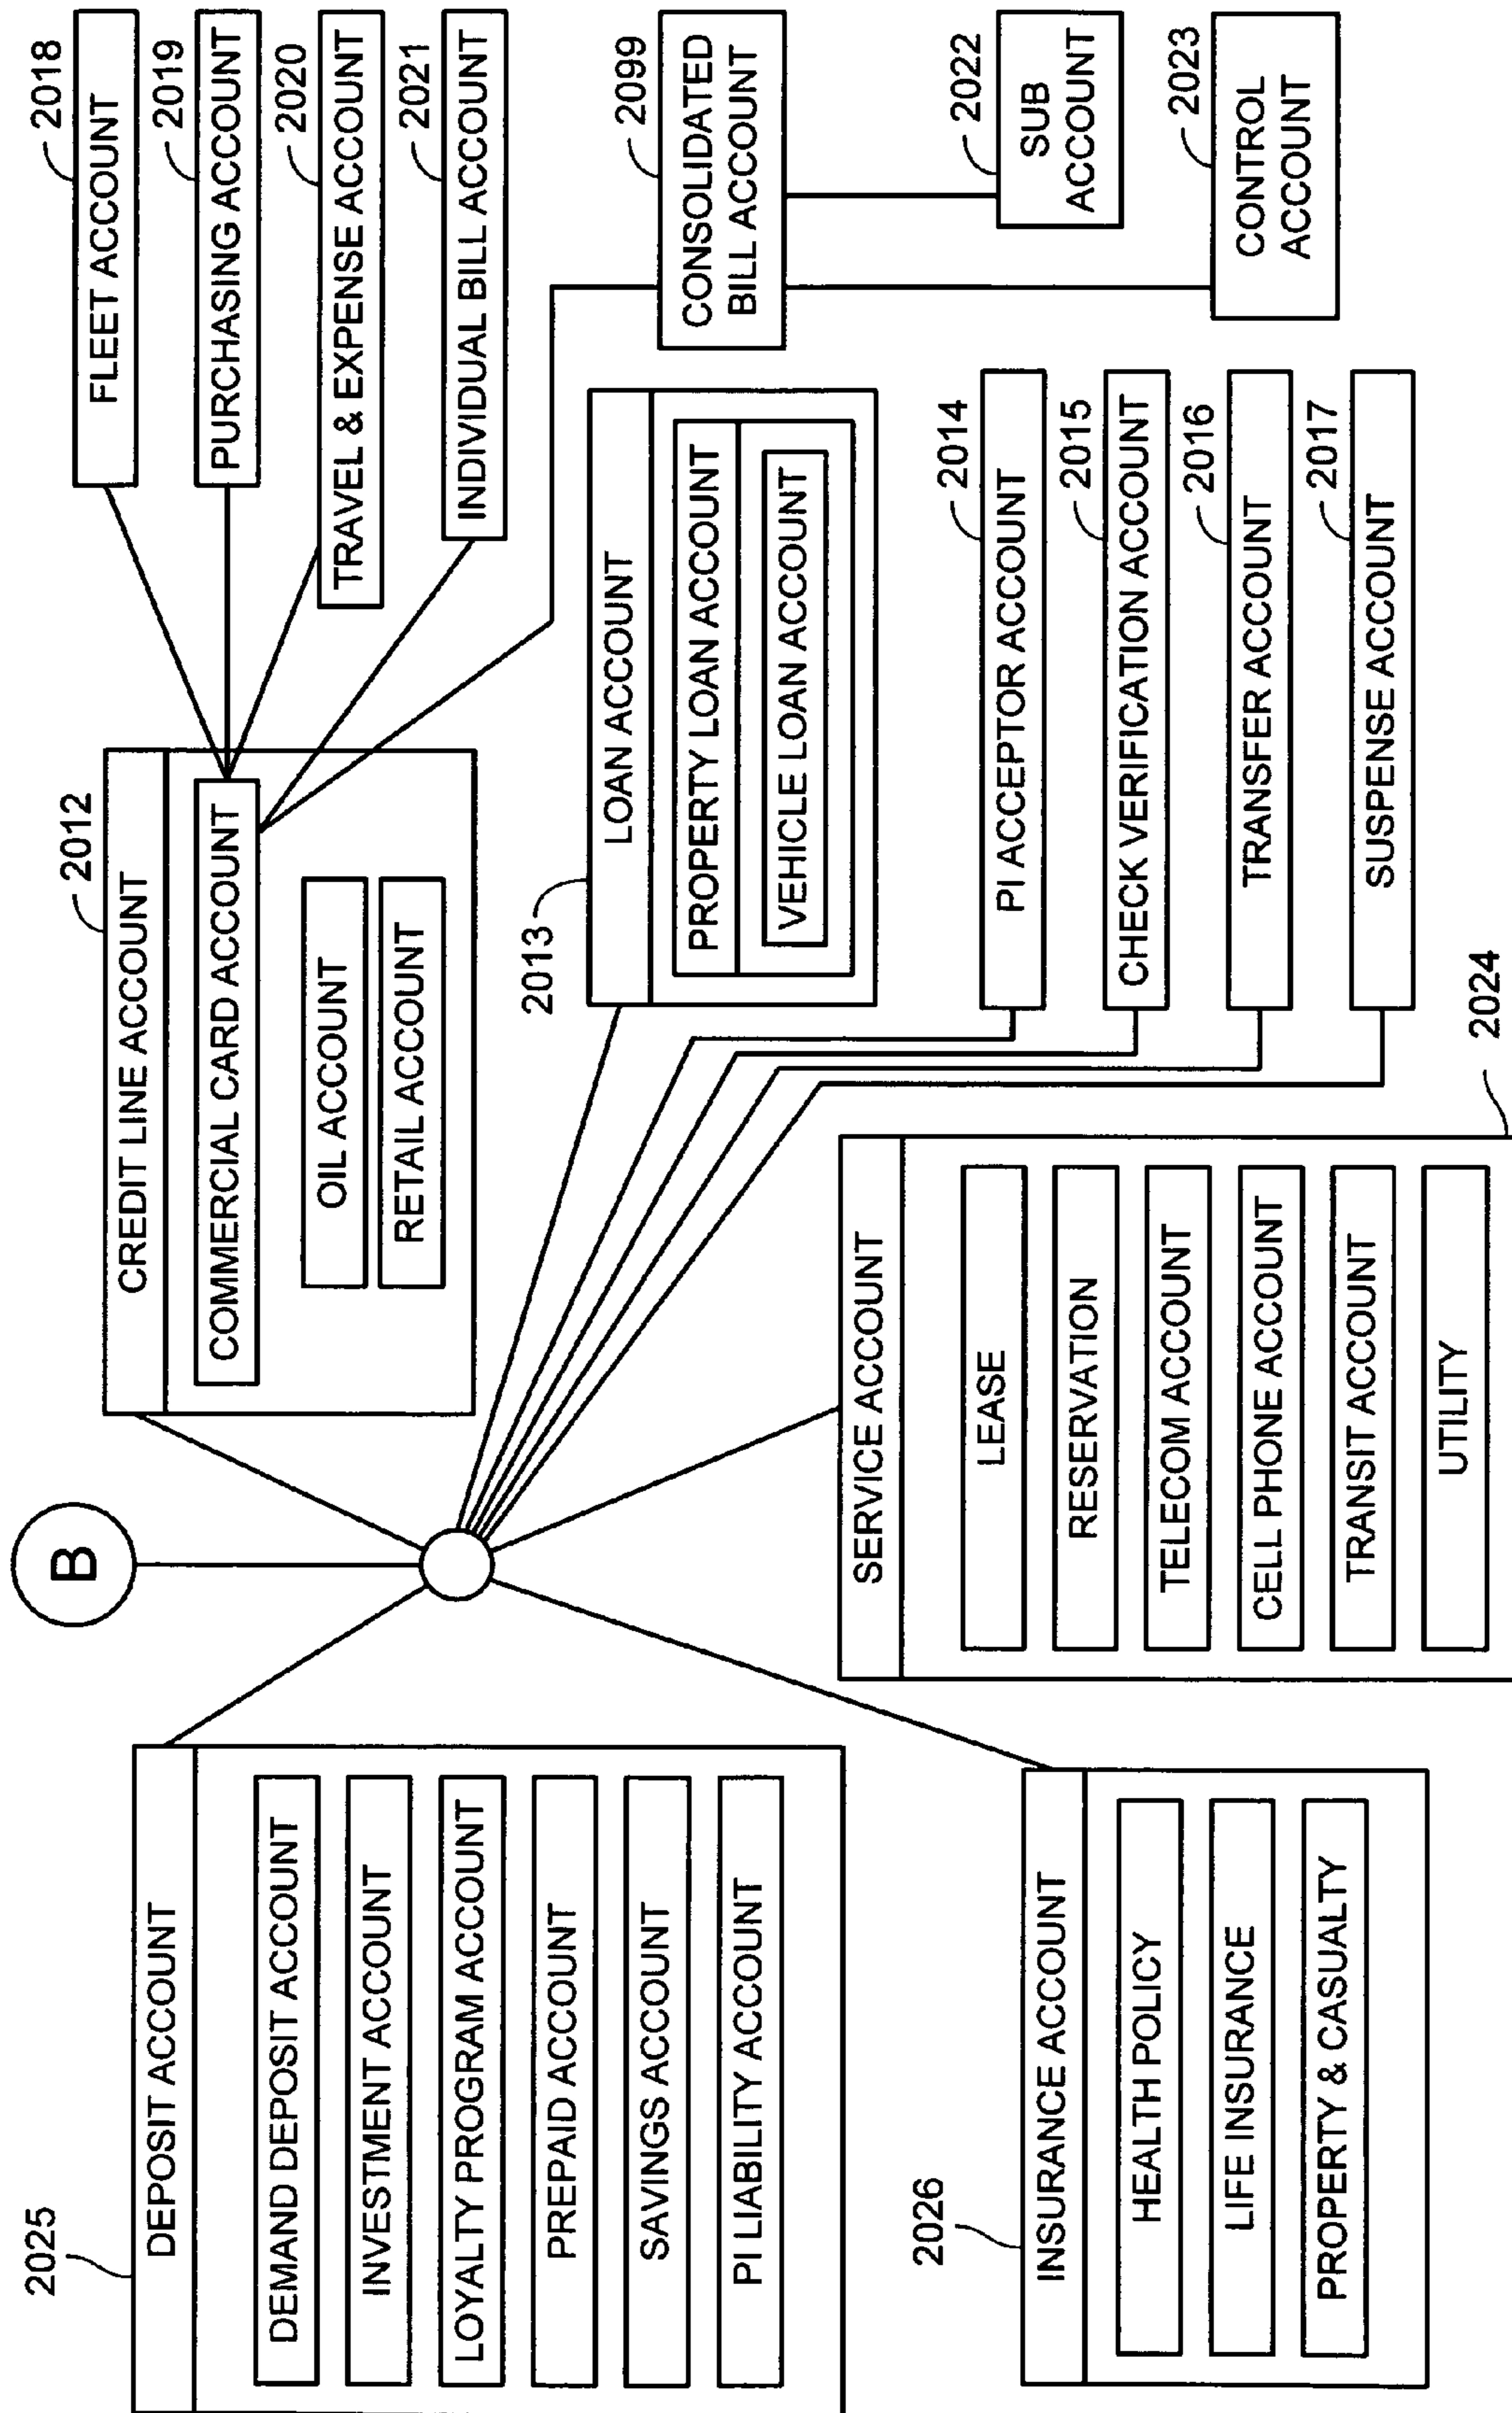 B
2025
DEPOSIT ACCOUNT
DEMAND DEPOSIT ACCOUNT
INVESTMENT ACCOUNT
LOYALTY PROGRAM ACCOUNT
PREPAID ACCOUNT
SAVINGS ACCOUNT
PI LIABILITY ACCOUNT
2026
INSURANCE ACCOUNT
HEALTH POLICY
LIFE INSURANCE
PROPERTY & CASUALTY
2012
CREDIT LINE ACCOUNT
COMMERCIAL CARD ACCOUNT
OIL ACCOUNT
RETAIL ACCOUNT
SERVICE ACCOUNT
LEASE
RESERVATION
TELECOM ACCOUNT
CELL PHONE ACCOUNT
TRANSIT ACCOUNT
UTILITY
2024
2013
LOAN ACCOUNT
PROPERTY LOAN ACCOUNT
VEHICLE LOAN ACCOUNT
2014
PI ACCEPTOR ACCOUNT
2015
CHECK VERIFICATION ACCOUNT
2016
TRANSFER ACCOUNT
2017
SUSPENSE ACCOUNT
2018
FLEET ACCOUNT
2019
PURCHASING ACCOUNT
2020
TRAVEL & EXPENSE ACCOUNT
2021
INDIVIDUAL BILL ACCOUNT
2099
CONSOLIDATED
BILL ACCOUNT
2022
SUB
ACCOUNT
2023
CONTROL
ACCOUNT